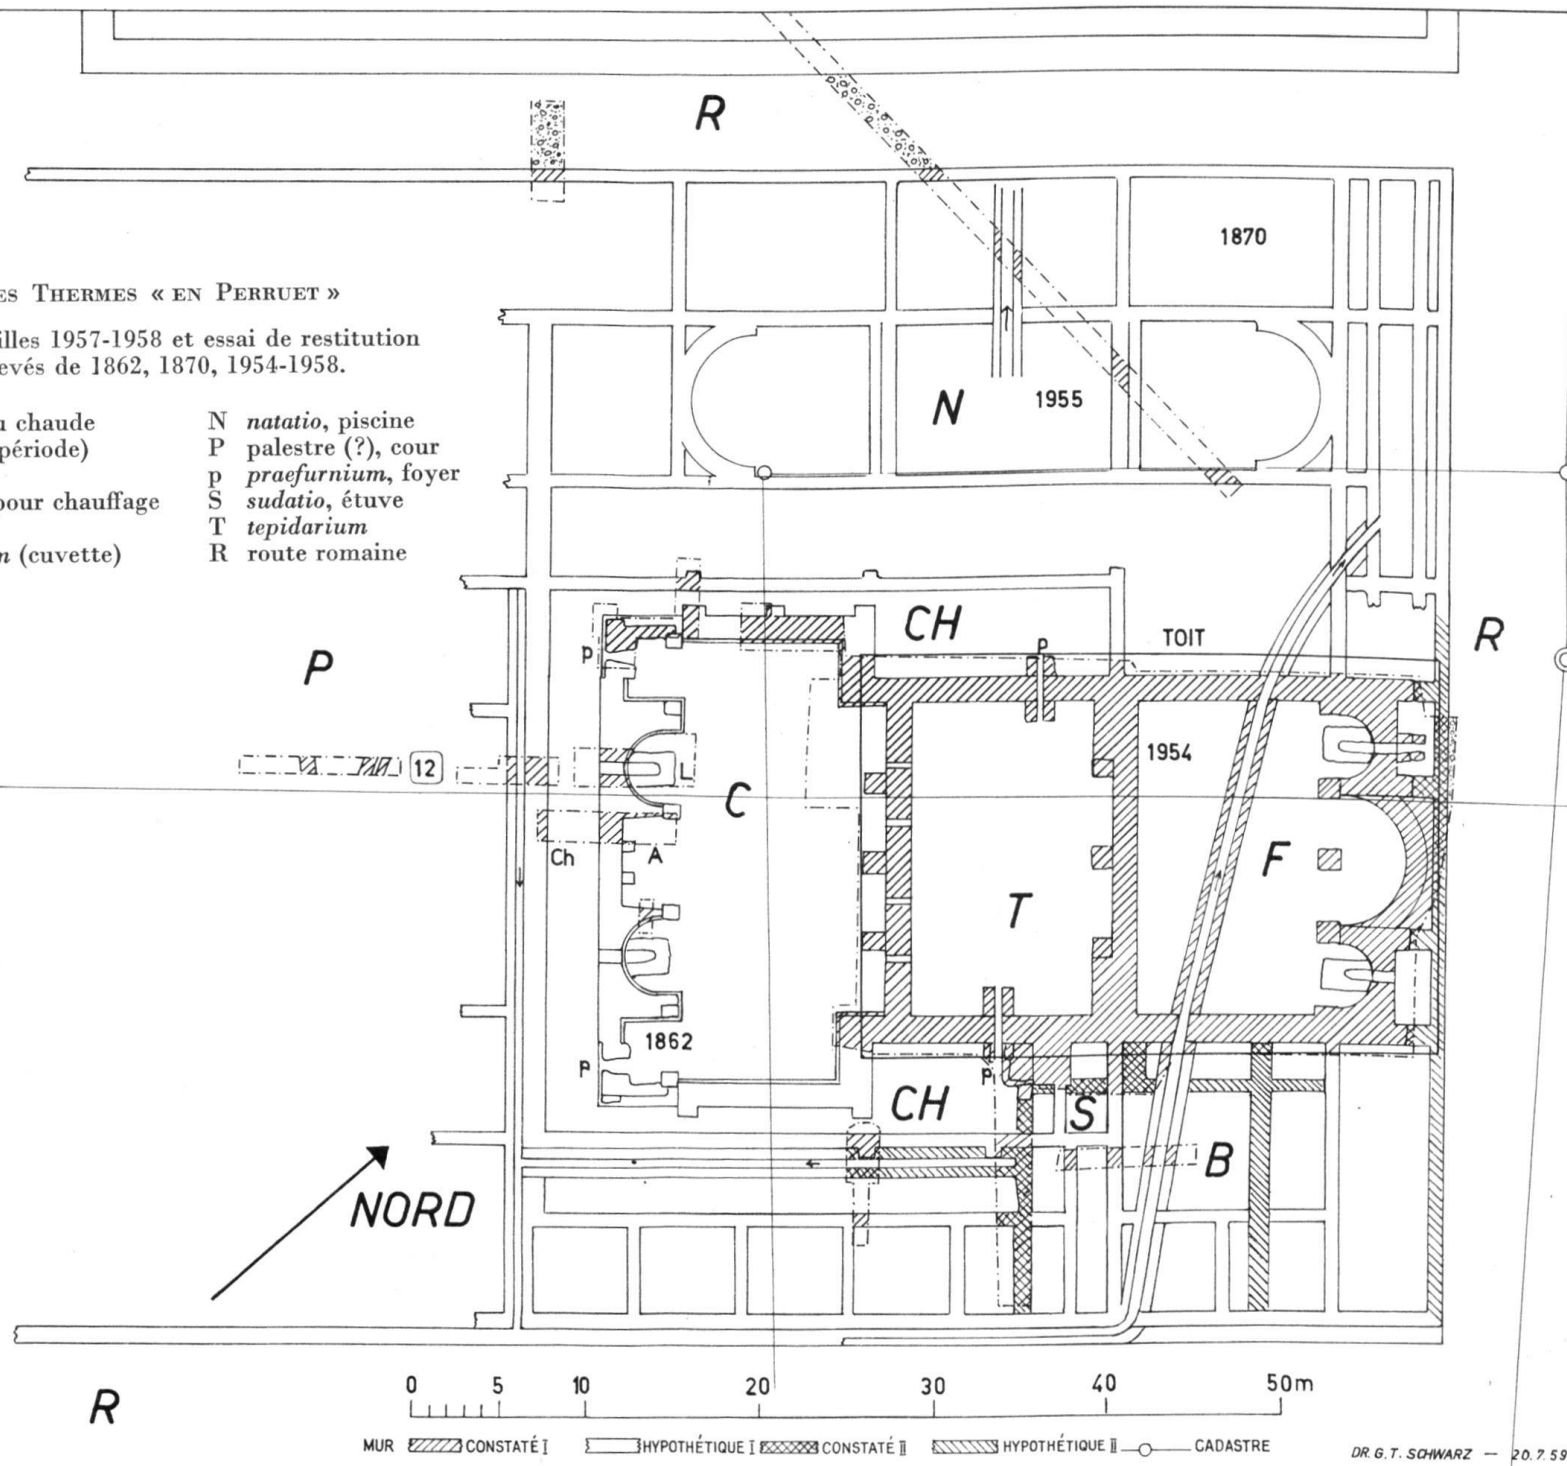 R
1870
ES THERMES « EN PERRUET »
illes 1957-1958 et essai de restitution
evés de 1862, 1870, 1954-1958.
u chaude
période)
pour chauffage
n (cuvette)
N natatio, piscine
P palestre (?), cour
p praefurnium, foyer
S sudatio, étuve
T tepidarium
R route romaine
N
1955
CH
TOIT
R
p
p
P
12
L
C
1954
Ch
A
F
T
1862
p
p
CH
S
B
NORD
R
0 5 10 20 30 40 50m
MUR CONSTATÉ I HYPOTHÉTIQUE I CONSTATÉ II HYPOTHÉTIQUE II CADASTRE
DR. G. T. SCHWARZ — 20.7.59